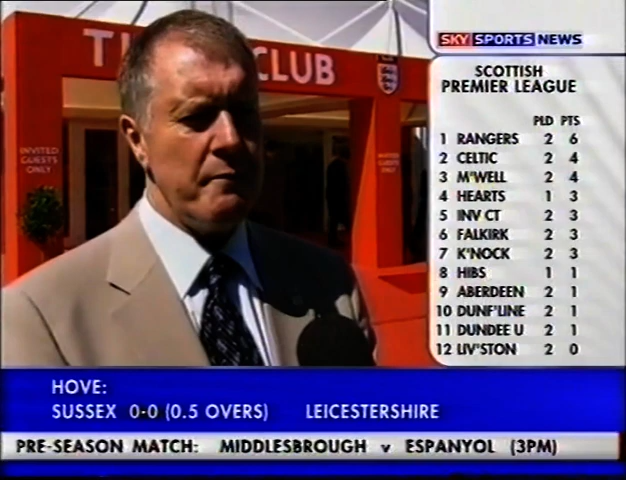 CLUB
INVITED
GUESTS
ONLY
SKY SPORTS NEWS
SCOTTISH
PREMIER LEAGUE
PLD PTS
1 RANGERS 2 6
2 CELTIC 2 4
3 M'WELL 2 4
4 HEARTS 1 3
5 INV CT 2 3
6 FALKIRK 2 3
7 K'NOCK 2 3
8 HIBS 1 1
9 ABERDEEN 2 1
10 DUNF'LINE 2 1
11 DUNDEE U 2 1
12 LIV'STON 2 0
HOVE:
SUSSEX 0-0 (0.5 OVERS) LEICESTERSHIRE
PRE-SEASON MATCH: MIDDLESBROUGH v ESPANYOL (3PM)